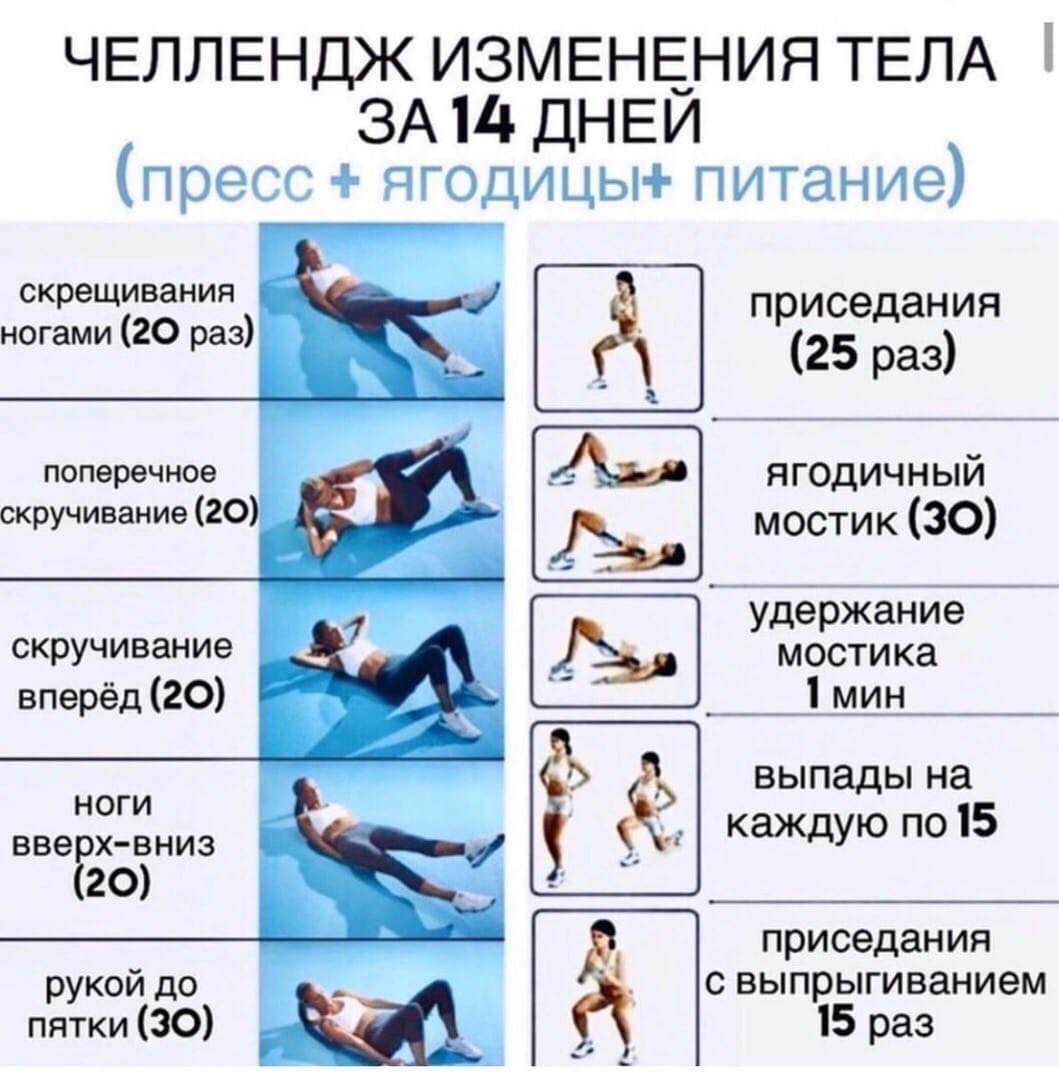 ЧЕЛЛЕНДЖ ИЗМЕНЕНИЯ ТЕЛА
ЗА 14 ДНЕЙ
(пресс + ягодицы+ питание)
скрещивания
ногами (20 раз)
поперечное
скручивание (20)
скручивание
вперёд (20)
ноги
вверх-вниз
(20)
рукой до
пятки (30)
приседания
(25 раз)
ягодичный
мостик (30)
удержание
мостика
1 мин
выпады на
каждую по 15
приседания
с выпрыгиванием
15 раз